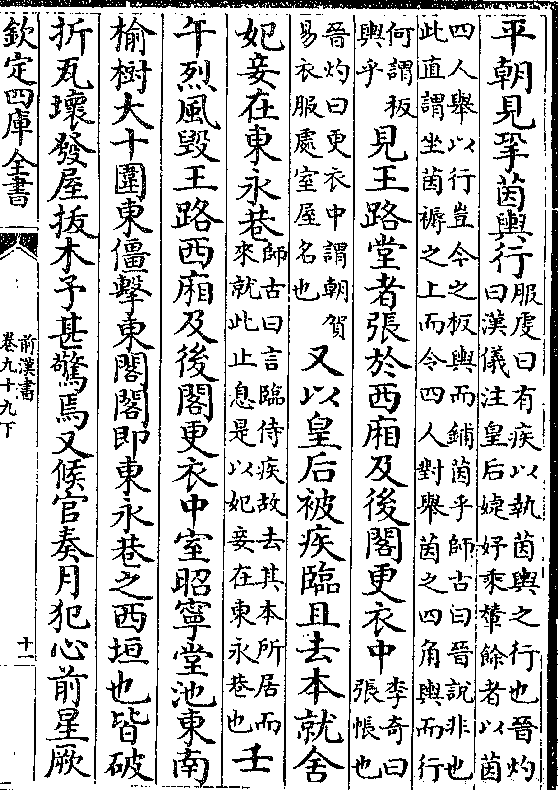 平朝見挈茵輿行服䖍曰有疾以執茵輿之行也晉灼曰漢儀注皇后婕妤乘輦餘者以茵
四人舉以行豈今之板輿而鋪茵乎師古曰晉說非也此直謂坐茵褥之上而令四人對舉茵之四角輿而行
何謂板輿乎見王路堂者張於西廂及後閣更衣中李奇曰張帳也
晉灼曰更衣中謂朝賀易衣服處室屋名也又以皇后被疾臨且去本就舍
妃妾在東永巷師古曰言臨侍疾故去其本所居而來就此止息是以妃妾在東永巷也壬
午烈風毀王路西廂及後閣更衣中室昭寧堂池東南
榆樹大十圍東僵擊東閣閣即東永巷之西垣也皆破
折瓦壞發屋拔木予甚驚焉又候官奏月犯心前星厥
欽定四庫全書
前漢書
卷九十九下
十一